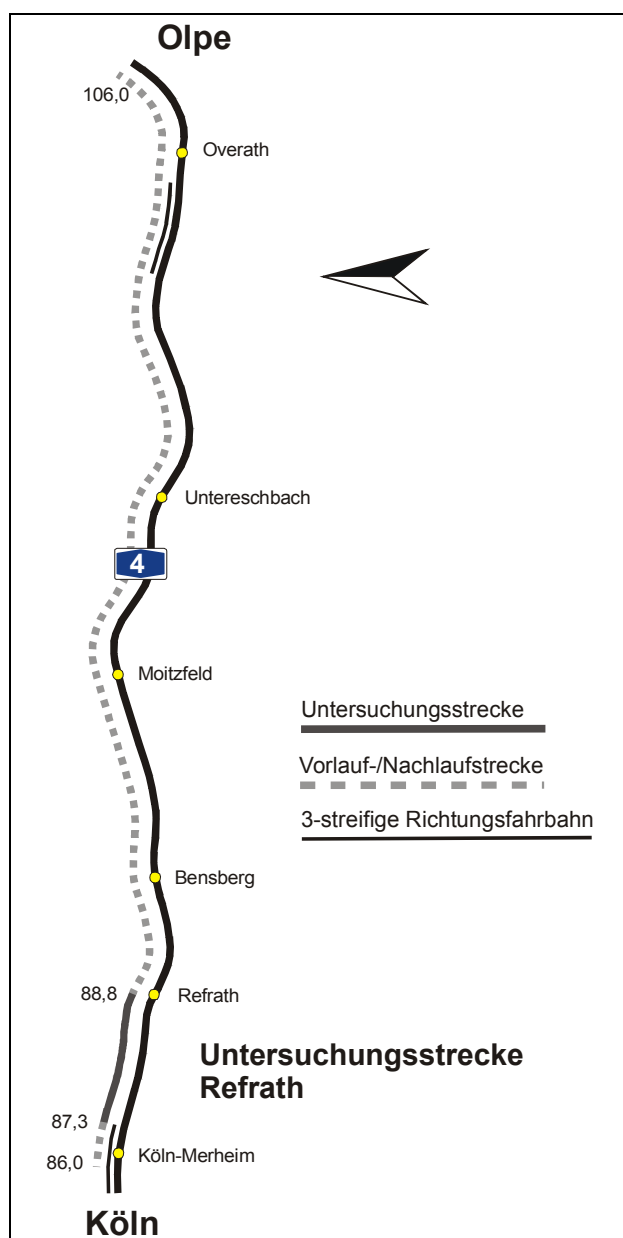 Olpe
106,0
Overath
Untereschbach
4
Moitzfeld
Untersuchungsstrecke
Vorlauf-/Nachlaufstrecke
3-streifige Richtungsfahrbahn
Bensberg
88,8
Refrath
Untersuchungsstrecke
Refrath
87,3
Köln-Merheim
86,0
Köln